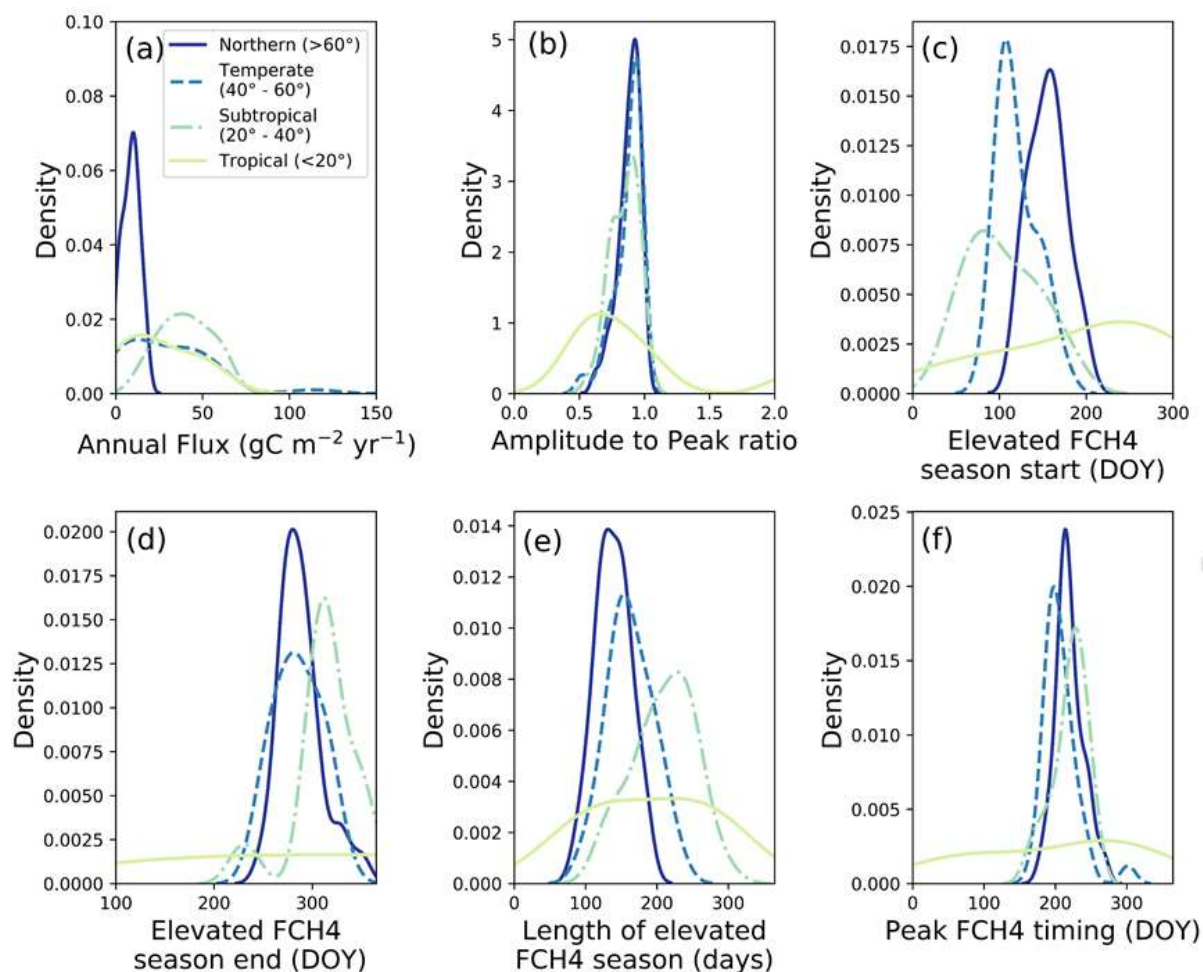 (a)
Northern (>60°)
Temperate
(40° - 60°)
Subtropical
(20° - 40°)
Tropical (<20°)
0.10
0.08
0.06
0.04
0.02
0.00
Density
0
50
100
150
Annual Flux (gC m⁻² yr⁻¹)
(b)
5
4
3
2
1
0
Density
0.0
0.5
1.0
1.5
2.0
Amplitude to Peak ratio
(c)
0.0175
0.0150
0.0125
0.0100
0.0075
0.0050
0.0025
0.0000
Density
0
100
200
300
Elevated FCH4
season start (DOY)
(d)
0.0200
0.0175
0.0150
0.0125
0.0100
0.0075
0.0050
0.0025
0.0000
Density
100
200
300
Elevated FCH4
season end (DOY)
(e)
0.014
0.012
0.010
0.008
0.006
0.004
0.002
0.000
Density
0
100
200
300
Length of elevated
FCH4 season (days)
(f)
0.025
0.020
0.015
0.010
0.005
0.000
Density
0
100
200
300
Peak FCH4 timing (DOY)